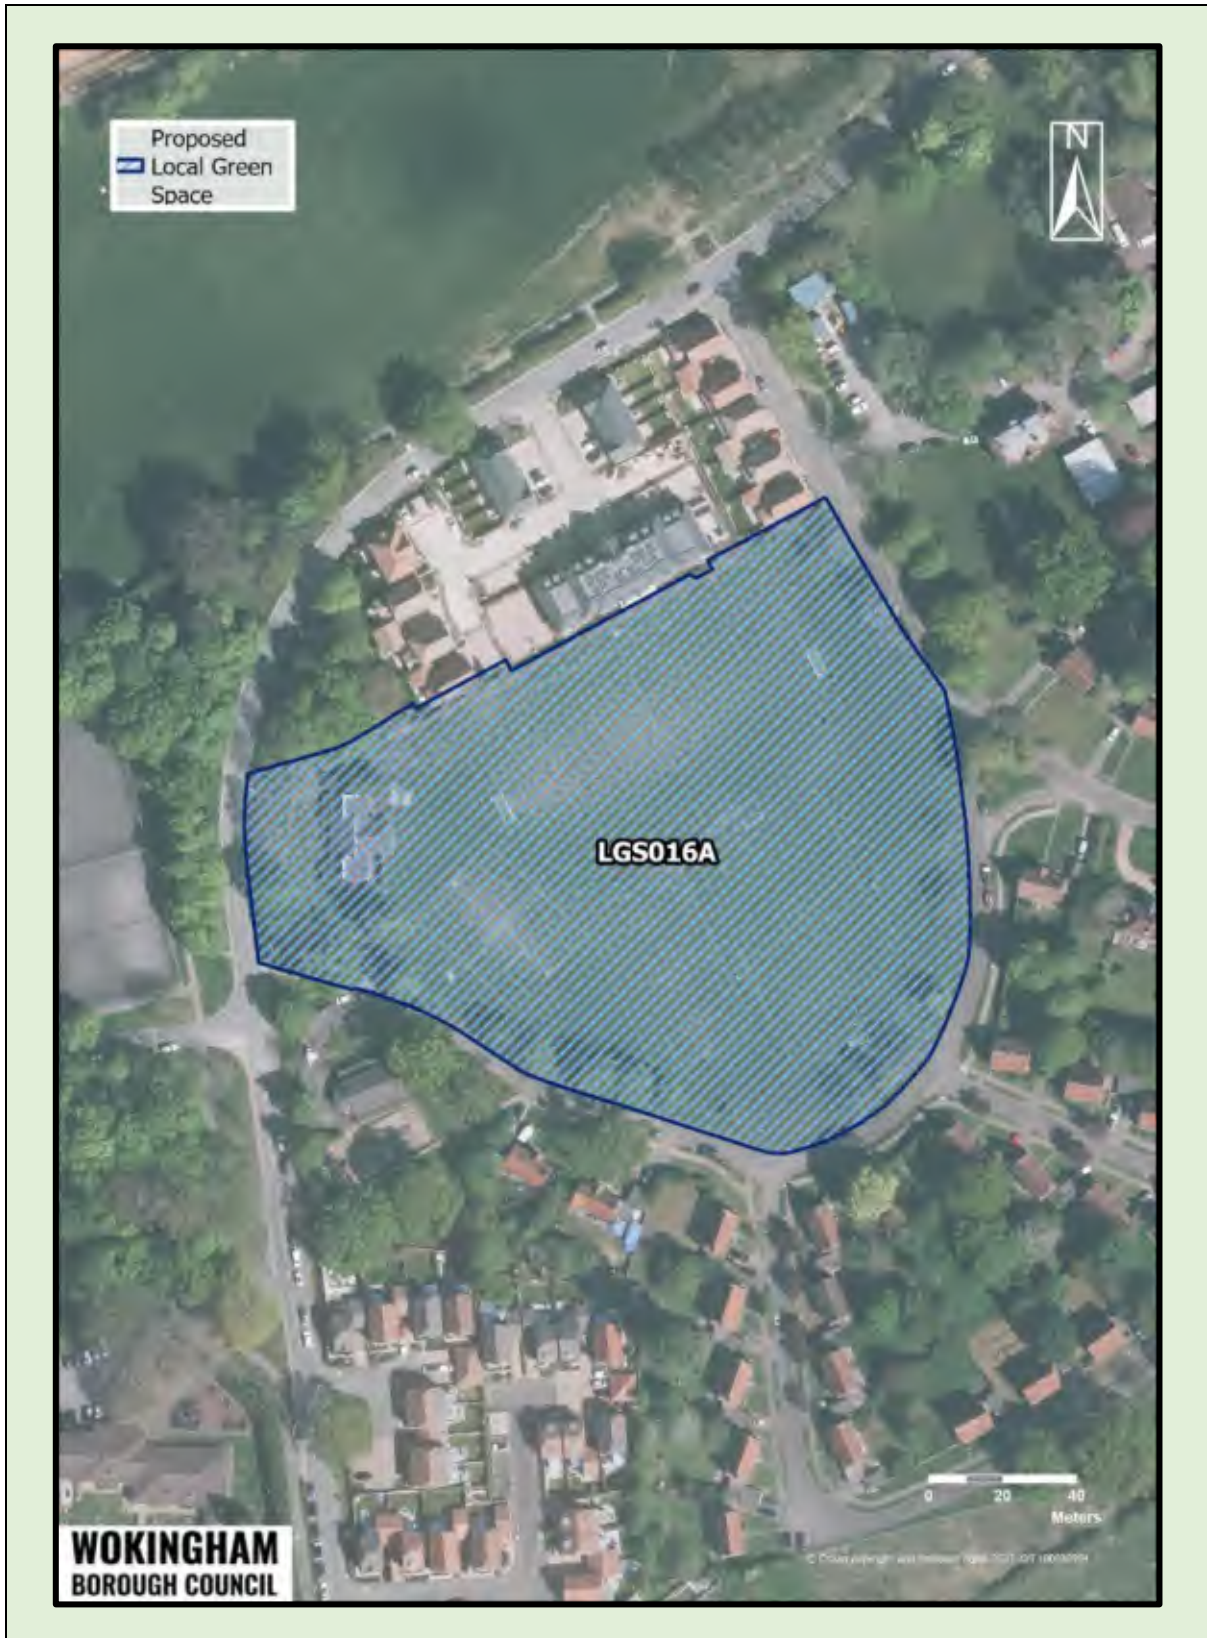 Proposed
Local Green
Space
N
LGS016A
0 20 40
Meters
WOKINGHAM
BOROUGH COUNCIL